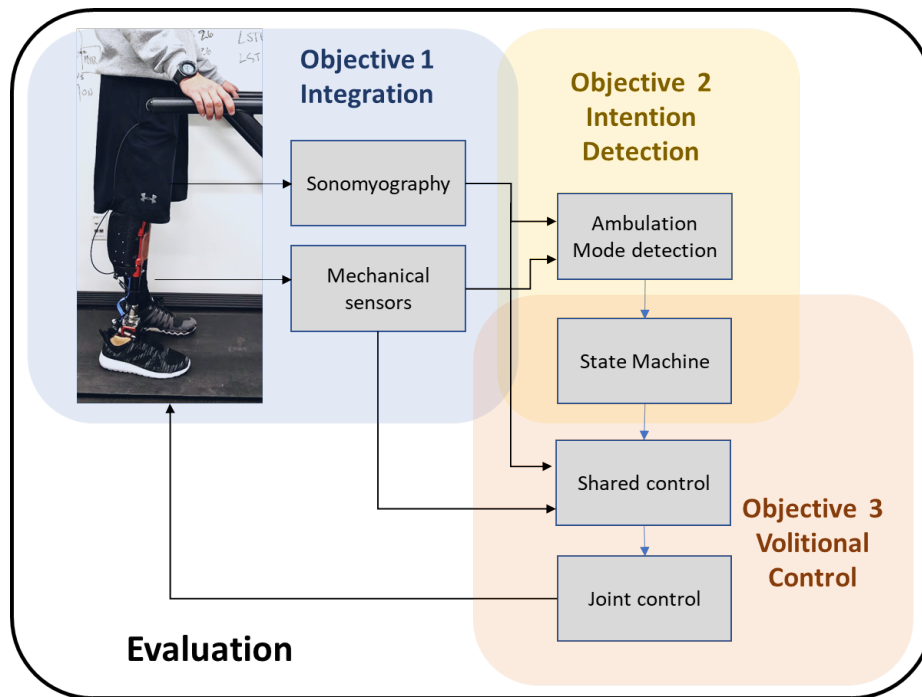 Objective 1
Integration
Objective 2
Intention
Detection
Sonomyography
Ambulation
Mode detection
Mechanical
sensors
State Machine
Shared control
Objective 3
Volitional
Control
Joint control
Evaluation